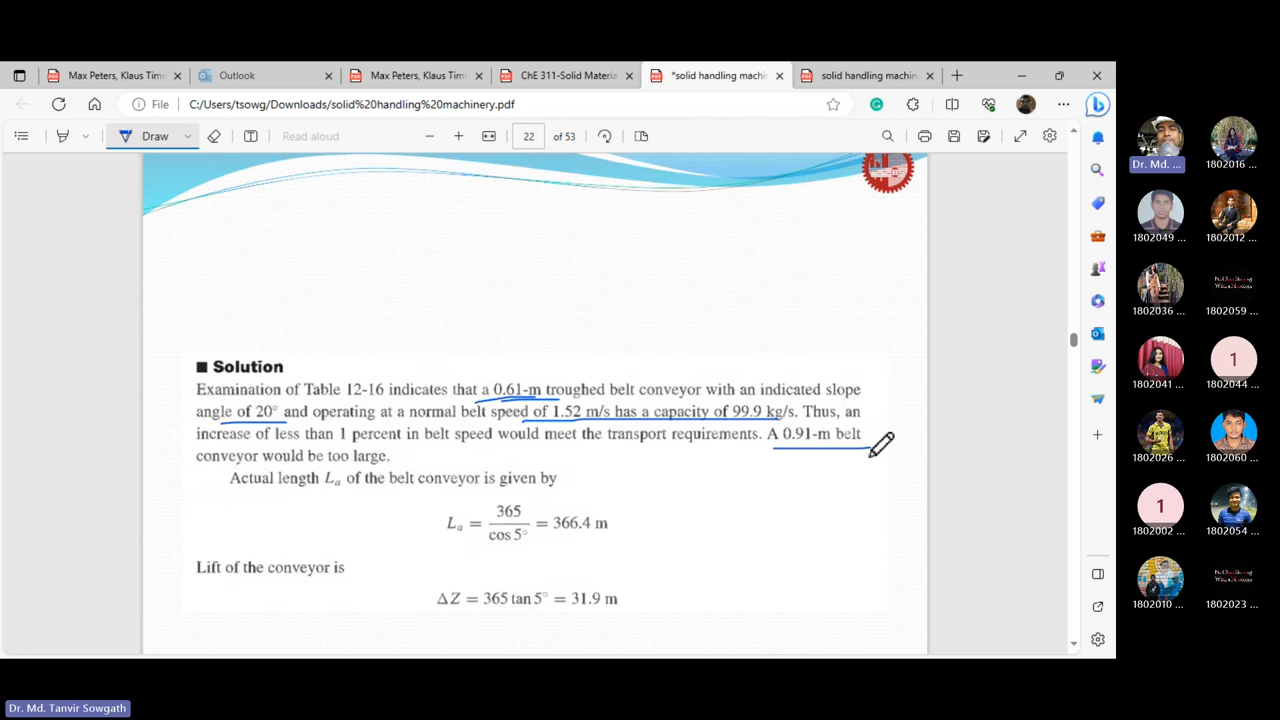 Max Peters, Klaus Timm
Outlook
Max Peters, Klaus Timm
ChE 311-Solid Materia
*solid handling machi
solid handling machin
File
C:/Users/tsowg/Downloads/solid%20handling%20machinery.pdf
Draw
Read aloud
22
of 53
■ Solution
Examination of Table 12-16 indicates that a 0.61-m troughed belt conveyor with an indicated slope
angle of 20° and operating at a normal belt speed of 1.52 m/s has a capacity of 99.9 kg/s. Thus, an
increase of less than 1 percent in belt speed would meet the transport requirements. A 0.91-m belt
conveyor would be too large.
Actual length Lₐ of the belt conveyor is given by
Lₐ = 365 / cos 5° = 366.4 m
Lift of the conveyor is
ΔZ = 365 tan 5° = 31.9 m
Dr. Md. ...
1802016 ...
1802049 ...
1802012 ...
1802036 ...
1802059 ...
1802041 ...
1
1802044 ...
1802026 ...
1802060 ...
1
1802002 ...
1802054 ...
1802010 ...
1802023 ...
Dr. Md. Tanvir Sowgath